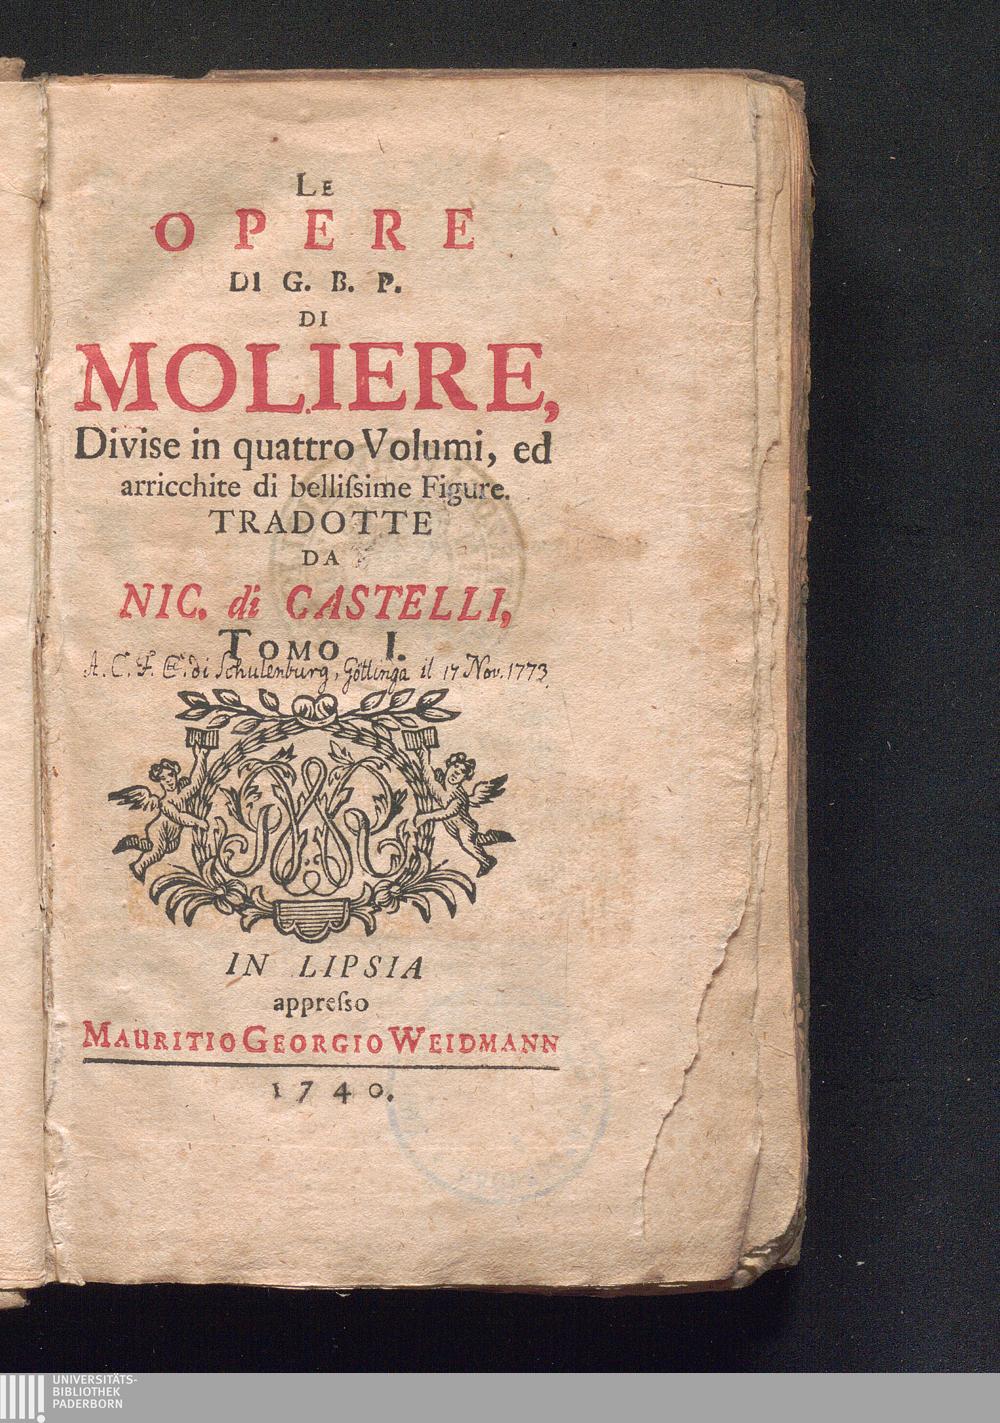 LE
OPERE
DI G. B. P.
DI
MOLIERE,
Divise in quattro Volumi, ed
arricchite di belliſsime Figure.
TRADOTTE
DA
NIC. di CASTELLI,
TOMO I.
A. C. F. di Schulenburg, Göttinga il 17 Nov. 1773.
IN LIPSIA
appreſso
MAURITIO GEORGIO WEIDMANN
1740.
UNIVERSITÄTS-
BIBLIOTHEK
PADERBORN